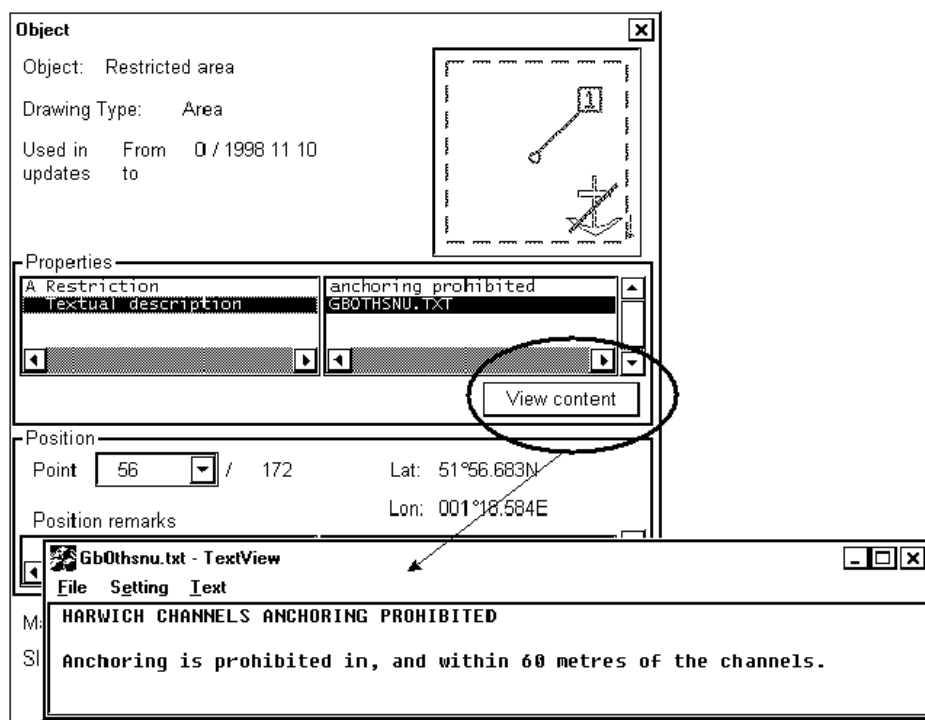 Object
Object: Restricted area
Drawing Type: Area
Used in From 0 / 1998 11 10
updates to
1
Properties
A Restriction anchoring prohibited
Textual description GB0THSNU.TXT
View content
Position
Point 56 / 172 Lat: 51°56.683N
Lon: 001°18.584E
Position remarks
Gb0thsnu.txt - TextView
File Setting Text
HARWICH CHANNELS ANCHORING PROHIBITED
Anchoring is prohibited in, and within 60 metres of the channels.